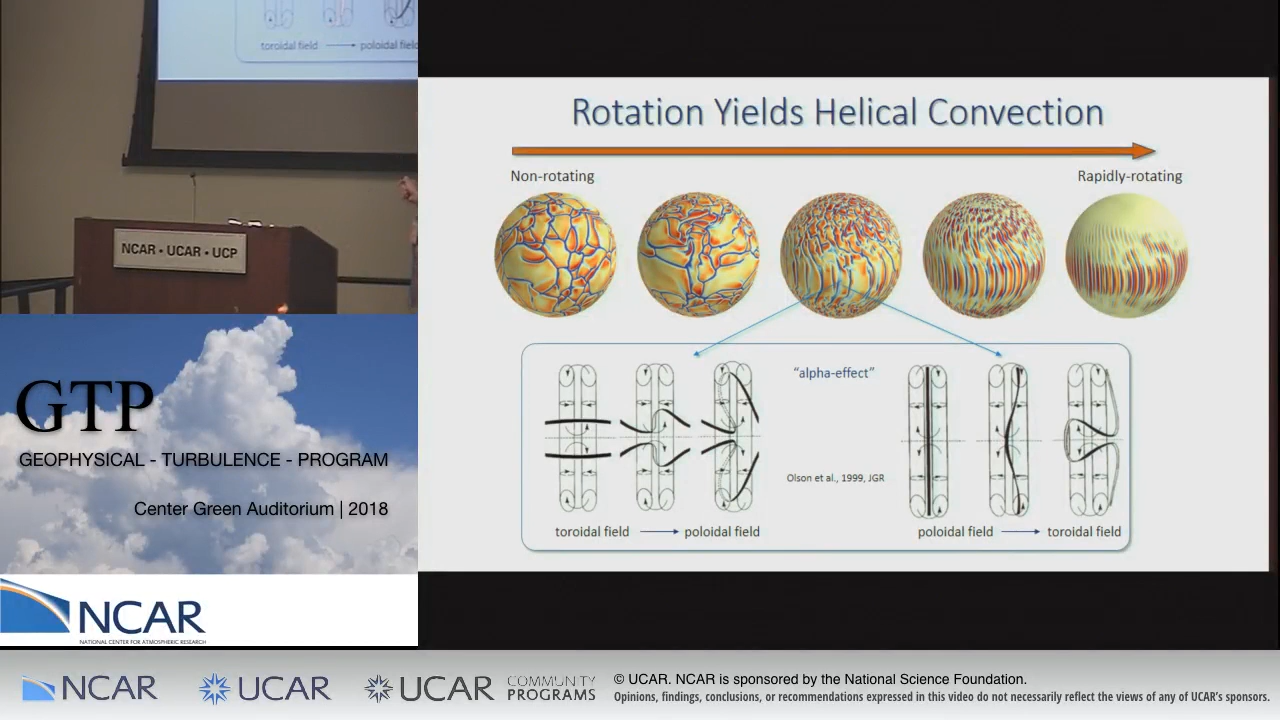 toroidal field
poloidal field
NCAR • UCAR • UCP
GTP
GEOPHYSICAL - TURBULENCE - PROGRAM
Center Green Auditorium | 2018
NCAR
NATIONAL CENTER FOR ATMOSPHERIC RESEARCH
Rotation Yields Helical Convection
Non-rotating
Rapidly-rotating
“alpha-effect”
Olson et al., 1999, JGR
toroidal field
poloidal field
poloidal field
toroidal field
NCAR
UCAR
UCAR
COMMUNITY
PROGRAMS
© UCAR. NCAR is sponsored by the National Science Foundation.
Opinions, findings, conclusions, or recommendations expressed in this video do not necessarily reflect the views of any of UCAR's sponsors.